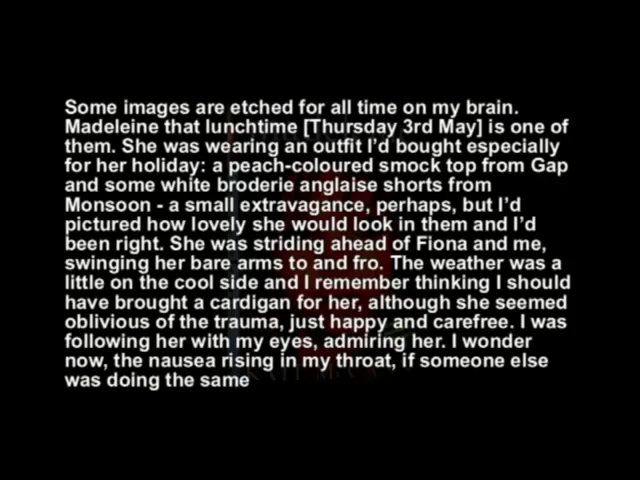 Some images are etched for all time on my brain.
Madeleine that lunchtime [Thursday 3rd May] is one of
them. She was wearing an outfit I'd bought especially
for her holiday: a peach-coloured smock top from Gap
and some white broderie anglaise shorts from
Monsoon - a small extravagance, perhaps, but I'd
pictured how lovely she would look in them and I'd
been right. She was striding ahead of Fiona and me,
swinging her bare arms to and fro. The weather was a
little on the cool side and I remember thinking I should
have brought a cardigan for her, although she seemed
oblivious of the trauma, just happy and carefree. I was
following her with my eyes, admiring her. I wonder
now, the nausea rising in my throat, if someone else
was doing the same